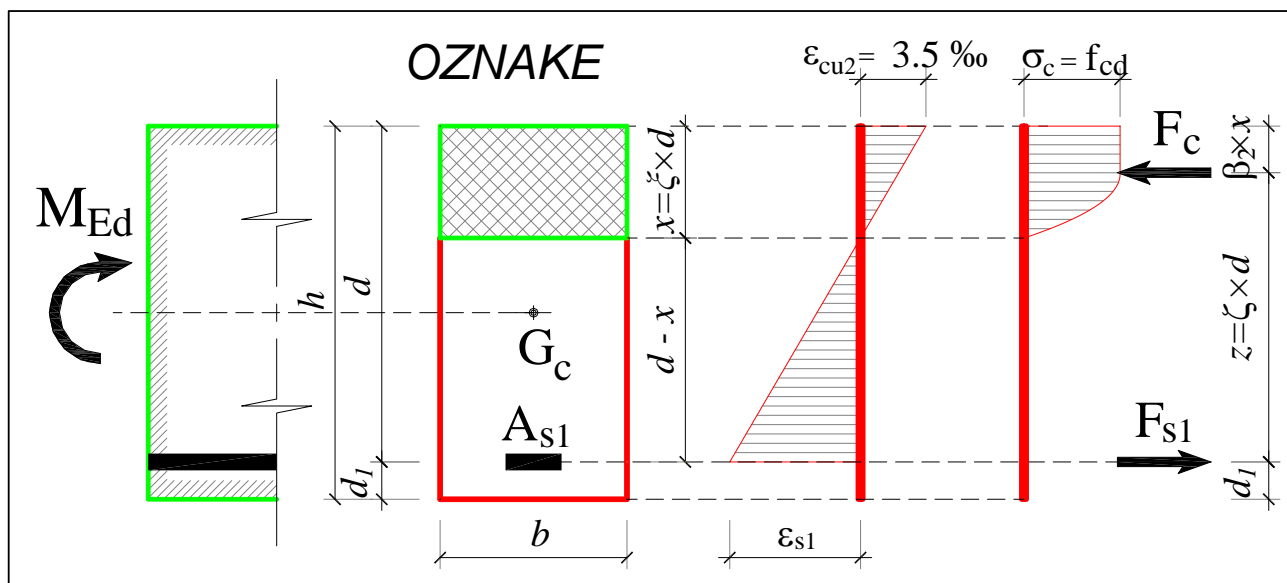 OZNAKE
εcu2= 3.5 ‰
σc= fcd
MEd
h
d
d1
Gc
As1
b
x=ξ×d
d - x
εs1
Fc
β2×x
z=ζ×d
Fs1
d1